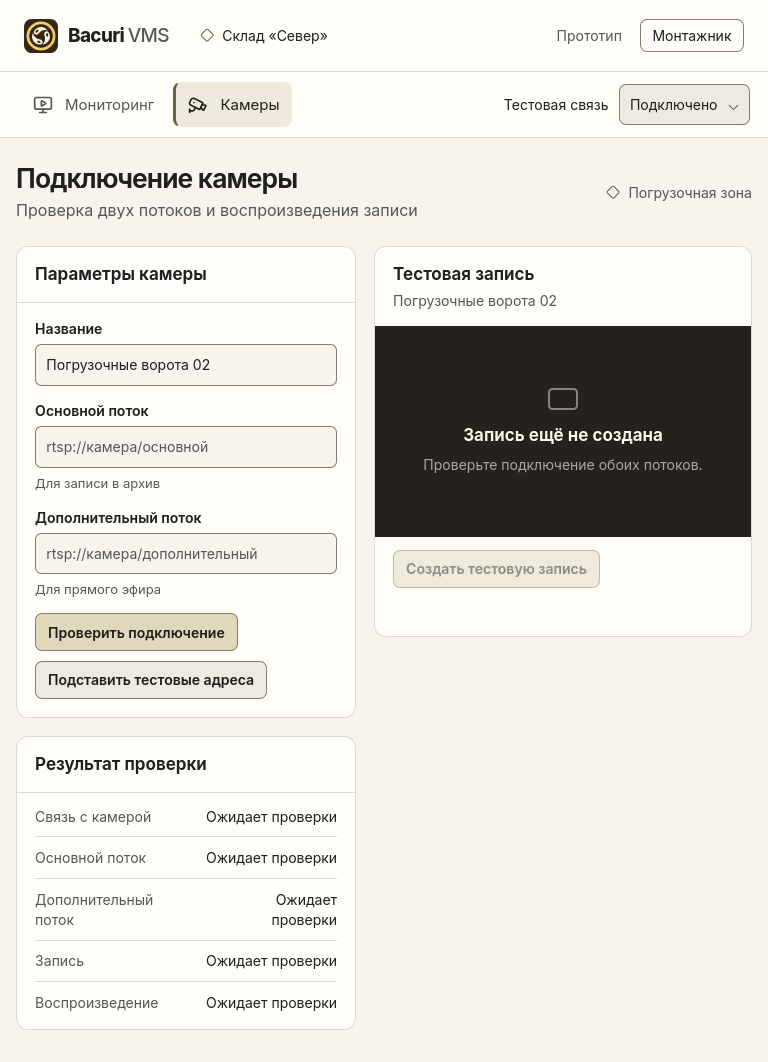 Bacuri VMS
Склад «Север»
Прототип
Монтажник
Мониторинг
Камеры
Тестовая связь
Подключено
Подключение камеры
Проверка двух потоков и воспроизведения записи
Погрузочная зона
Параметры камеры
Название
Погрузочные ворота 02
Основной поток
rtsp://камера/основной
Для записи в архив
Дополнительный поток
rtsp://камера/дополнительный
Для прямого эфира
Проверить подключение
Подставить тестовые адреса
Тестовая запись
Погрузочные ворота 02
Запись ещё не создана
Проверьте подключение обоих потоков.
Создать тестовую запись
Результат проверки
Связь с камерой Ожидает проверки
Основной поток Ожидает проверки
Дополнительный Ожидает
поток проверки
Запись Ожидает проверки
Воспроизведение Ожидает проверки